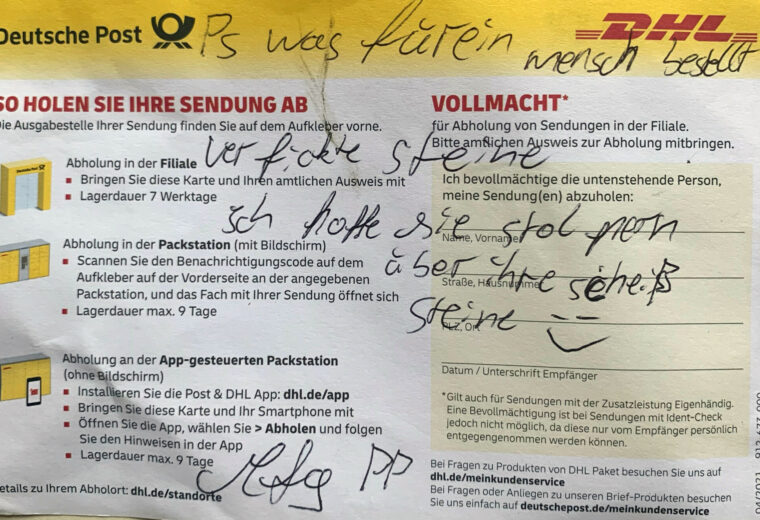 Deutsche Post
DHL
Ps was fürein
mensch bestellt
SO HOLEN SIE IHRE SENDUNG AB
Die Ausgabestelle Ihrer Sendung finden Sie auf dem Aufkleber vorne.
Abholung in der Filiale
■ Bringen Sie diese Karte und Ihren amtlichen Ausweis mit
■ Lagerdauer 7 Werktage
Abholung in der Packstation (mit Bildschirm)
■ Scannen Sie den Benachrichtigungscode auf dem
Aufkleber auf der Vorderseite an der angegebenen
Packstation, und das Fach mit Ihrer Sendung öffnet sich
■ Lagerdauer max. 9 Tage
Abholung an der App-gesteuerten Packstation
(ohne Bildschirm)
■ Installieren Sie die Post & DHL App: dhl.de/app
■ Bringen Sie diese Karte und Ihr Smartphone mit
■ Öffnen Sie die App, wählen Sie > Abholen und folgen
Sie den Hinweisen in der App
■ Lagerdauer max. 9 Tage
Details zu Ihrem Abholort: dhl.de/standorte
VOLLMACHT*
für Abholung von Sendungen in der Filiale.
Bitte amtlichen Ausweis zur Abholung mitbringen.
Ich bevollmächtige die untenstehende Person,
meine Sendung(en) abzuholen:
Name, Vorname
Straße, Hausnummer
PLZ, Ort
Datum / Unterschrift Empfänger
*Gilt auch für Sendungen mit der Zusatzleistung Eigenhändig.
Eine Bevollmächtigung ist bei Sendungen mit Ident-Check
jedoch nicht möglich, da diese nur vom Empfänger persönlich
entgegengenommen werden können.
Bei Fragen zu Produkten von DHL Paket besuchen Sie uns auf
dhl.de/meinkundenservice
Bei Fragen oder Anliegen zu unseren Brief-Produkten besuchen
Sie uns einfach auf deutschepost.de/meinkundenservice
verfickte steine
ich hoffe sie stolpern
über ihre scheiß
steine
Mfg PP
04/2021 912-677-000